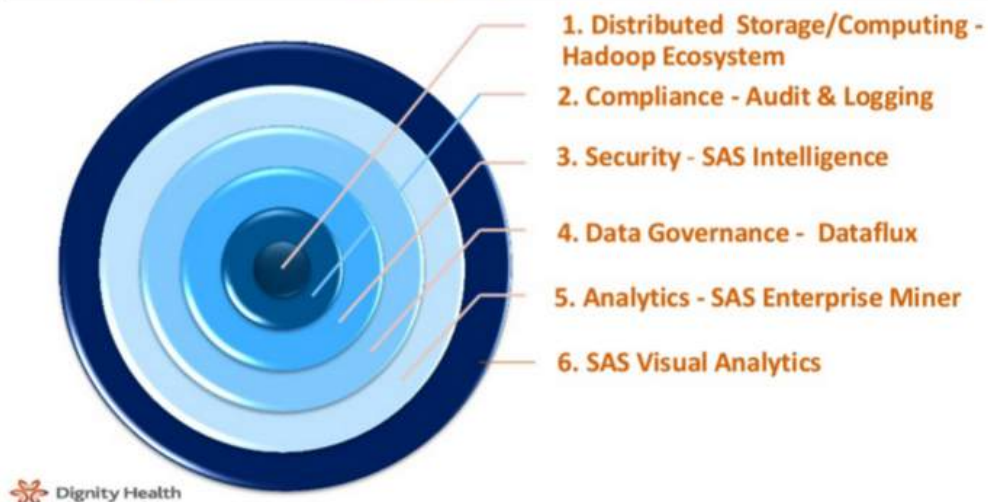 1. Distributed Storage/Computing -
Hadoop Ecosystem
2. Compliance - Audit & Logging
3. Security - SAS Intelligence
4. Data Governance - Dataflux
5. Analytics - SAS Enterprise Miner
6. SAS Visual Analytics
Dignity Health